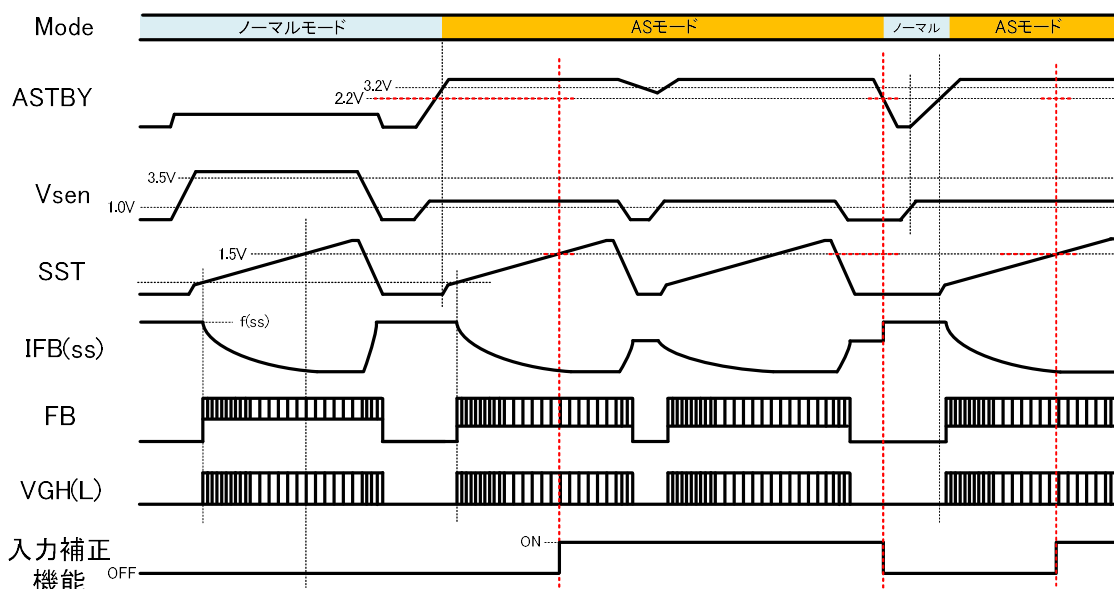 Mode
ノーマルモード
ASモード
ノーマル
ASモード
ASTBY
3.2V
2.2V
Vsen
3.5V
1.0V
SST
1.5V
IFB(ss)
f(ss)
FB
VGH(L)
入力補正
機能
ON
OFF